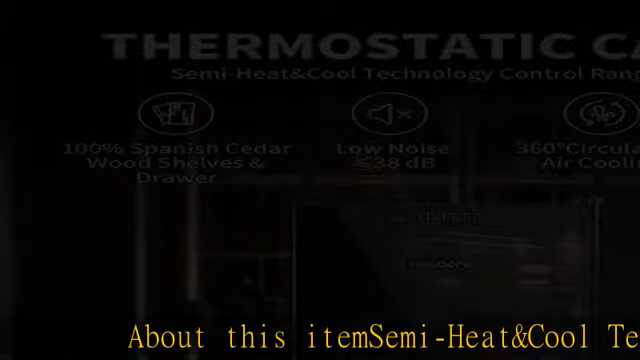 THERMOSTATIC CA
Semi-Heat&Cool Technology Control Rang
100% Spanish Cedar
Wood Shelves &
Drawer
Low Noise
≤38 dB
360°Circula
Air Coolin
About this itemSemi-Heat&Cool Te